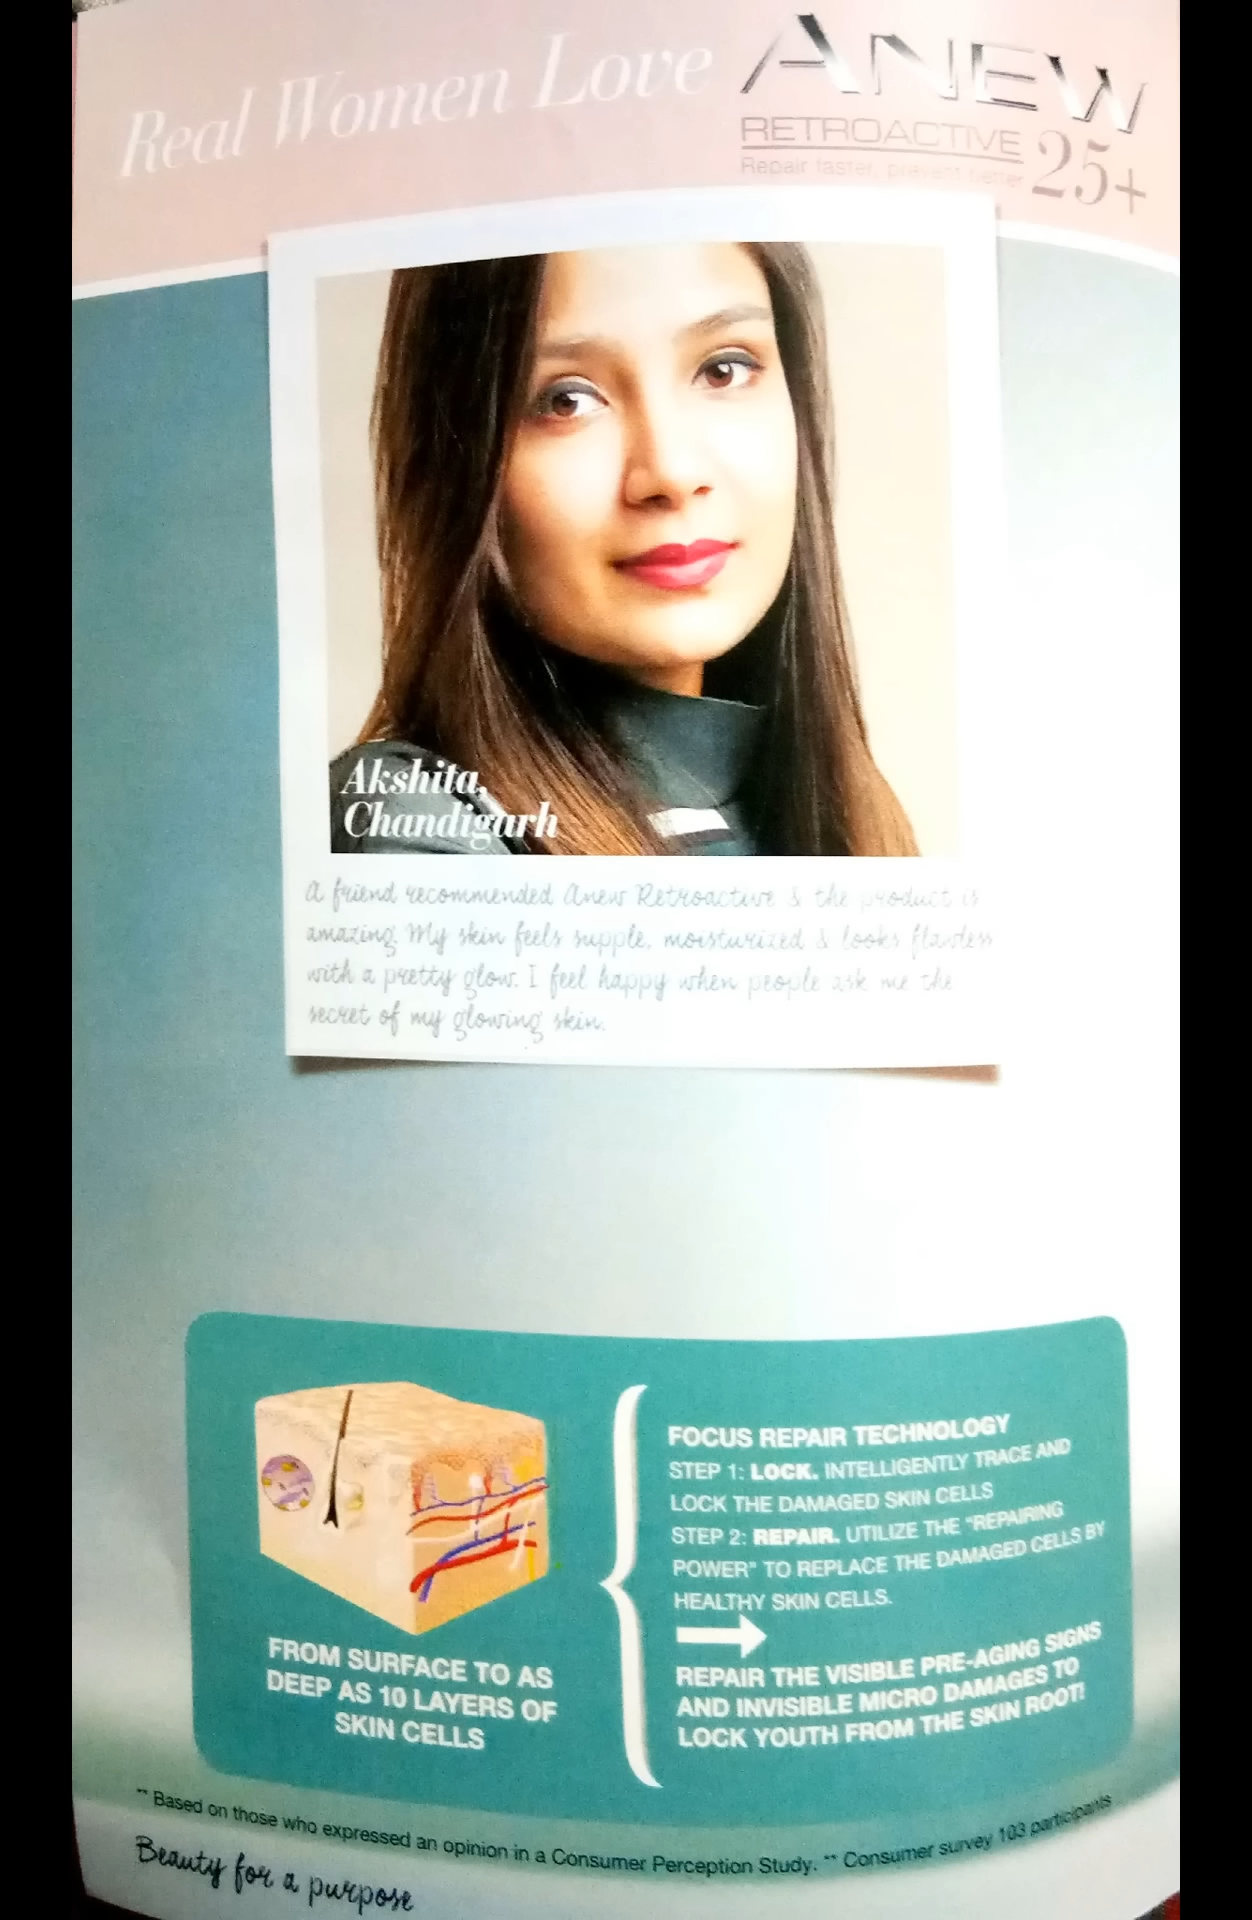 Real Women Love
ANEW
RETROACTIVE 25+
Repair faster, prevent better
Akshita,
Chandigarh
A friend recommended Anew Retroactive & the product is
amazing. My skin feels supple, moisturized & looks flawless
with a pretty glow. I feel happy when people ask me the
secret of my glowing skin.
FROM SURFACE TO AS
DEEP AS 10 LAYERS OF
SKIN CELLS
FOCUS REPAIR TECHNOLOGY
STEP 1: LOCK. INTELLIGENTLY TRACE AND
LOCK THE DAMAGED SKIN CELLS
STEP 2: REPAIR. UTILIZE THE "REPAIRING
POWER" TO REPLACE THE DAMAGED CELLS BY
HEALTHY SKIN CELLS.
REPAIR THE VISIBLE PRE-AGING SIGNS
AND INVISIBLE MICRO DAMAGES TO
LOCK YOUTH FROM THE SKIN ROOT!
** Based on those who expressed an opinion in a Consumer Perception Study. ** Consumer survey 103 participants
Beauty for a purpose